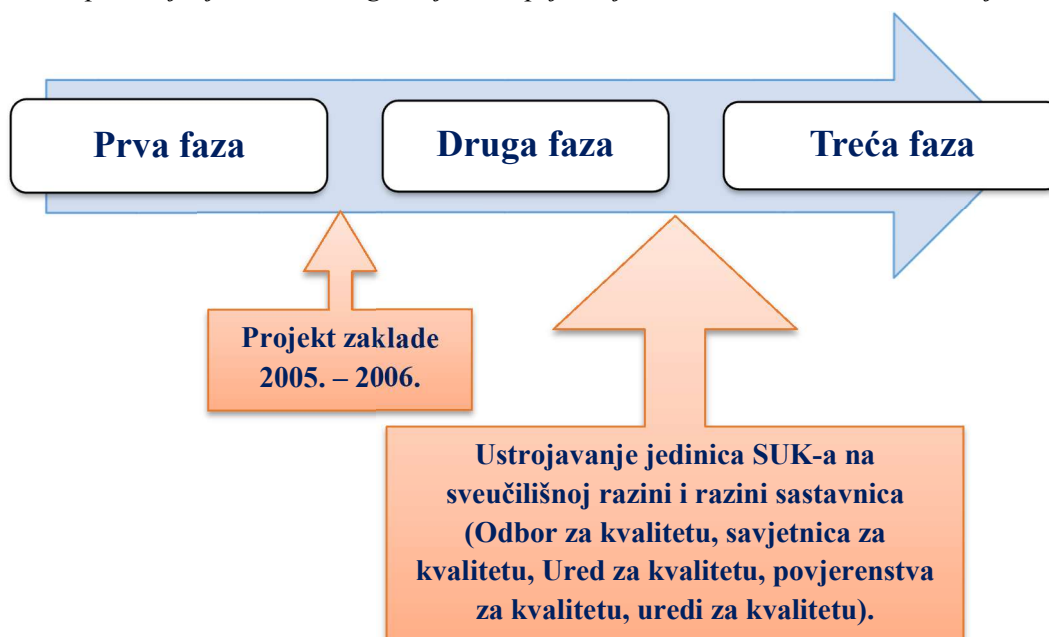 Prva faza
Druga faza
Treća faza
Projekt zaklade
2005. – 2006.
Ustrojavanje jedinica SUK-a na
sveučilišnoj razini i razini sastavnica
(Odbor za kvalitetu, savjetnica za
kvalitetu, Ured za kvalitetu, povjerenstva
za kvalitetu, uredi za kvalitetu).